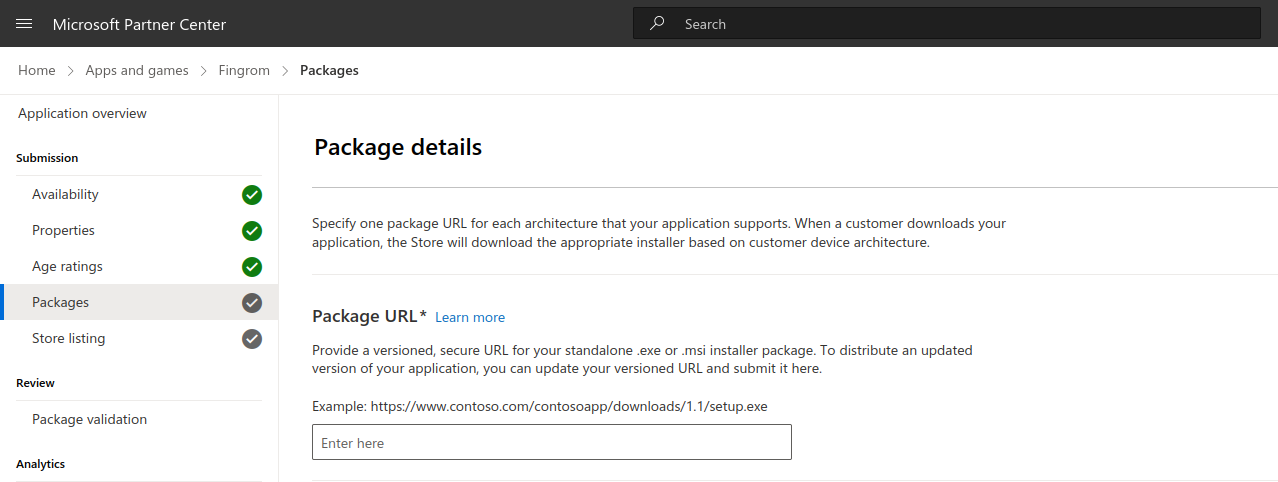 Microsoft Partner Center
Search
Home
Apps and games
Fingrom
Packages
Application overview
Submission
Availability
Properties
Age ratings
Packages
Store listing
Review
Package validation
Analytics
Package details
Specify one package URL for each architecture that your application supports. When a customer downloads your
application, the Store will download the appropriate installer based on customer device architecture.
Package URL* Learn more
Provide a versioned, secure URL for your standalone .exe or .msi installer package. To distribute an updated
version of your application, you can update your versioned URL and submit it here.
Example: https://www.contoso.com/contosoapp/downloads/1.1/setup.exe
Enter here